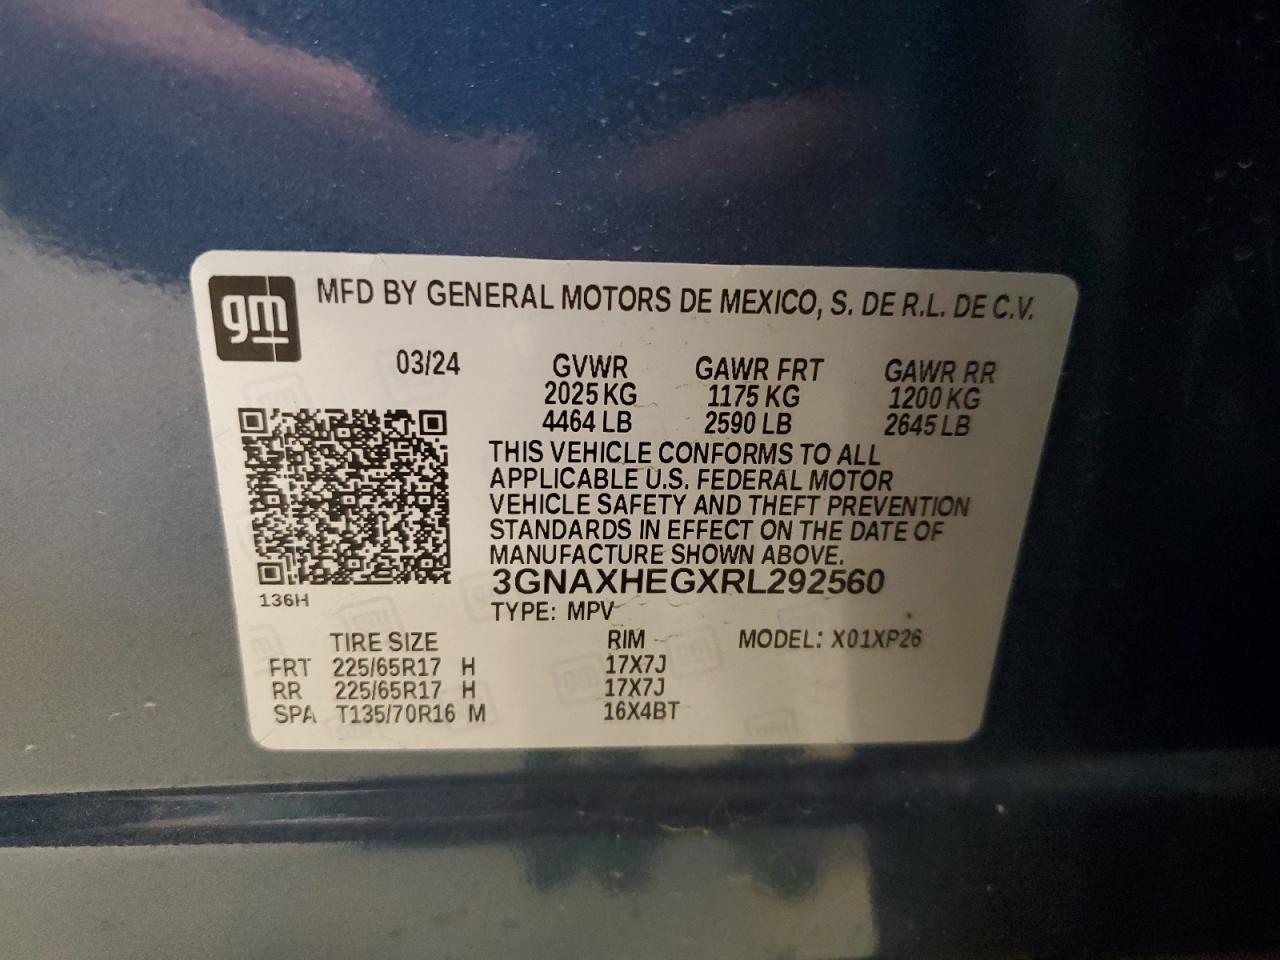 gm
MFD BY GENERAL MOTORS DE MEXICO, S. DE R.L. DE C.V.
03/24 GVWR GAWR FRT GAWR RR
2025 KG 1175 KG 1200 KG
4464 LB 2590 LB 2645 LB
THIS VEHICLE CONFORMS TO ALL
APPLICABLE U.S. FEDERAL MOTOR
VEHICLE SAFETY AND THEFT PREVENTION
STANDARDS IN EFFECT ON THE DATE OF
MANUFACTURE SHOWN ABOVE.
3GNAXHEGXRL292560
136H
TYPE: MPV
TIRE SIZE RIM MODEL: X01XP26
FRT 225/65R17 H 17X7J
RR 225/65R17 H 17X7J
SPA T135/70R16 M 16X4BT